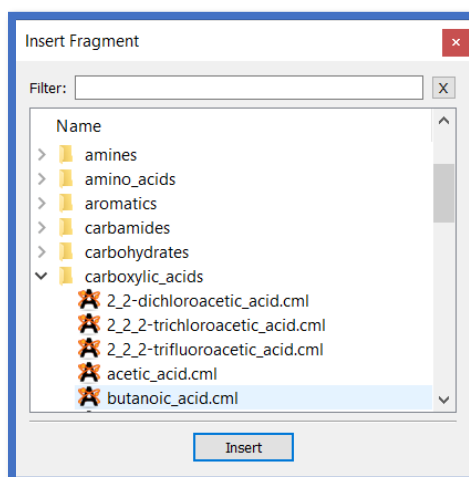 Insert Fragment
×
Filter:
X
Name
amines
amino_acids
aromatics
carbamides
carbohydrates
carboxylic_acids
2_2-dichloroacetic_acid.cml
2_2_2-trichloroacetic_acid.cml
2_2_2-trifluoroacetic_acid.cml
acetic_acid.cml
butanoic_acid.cml
Insert